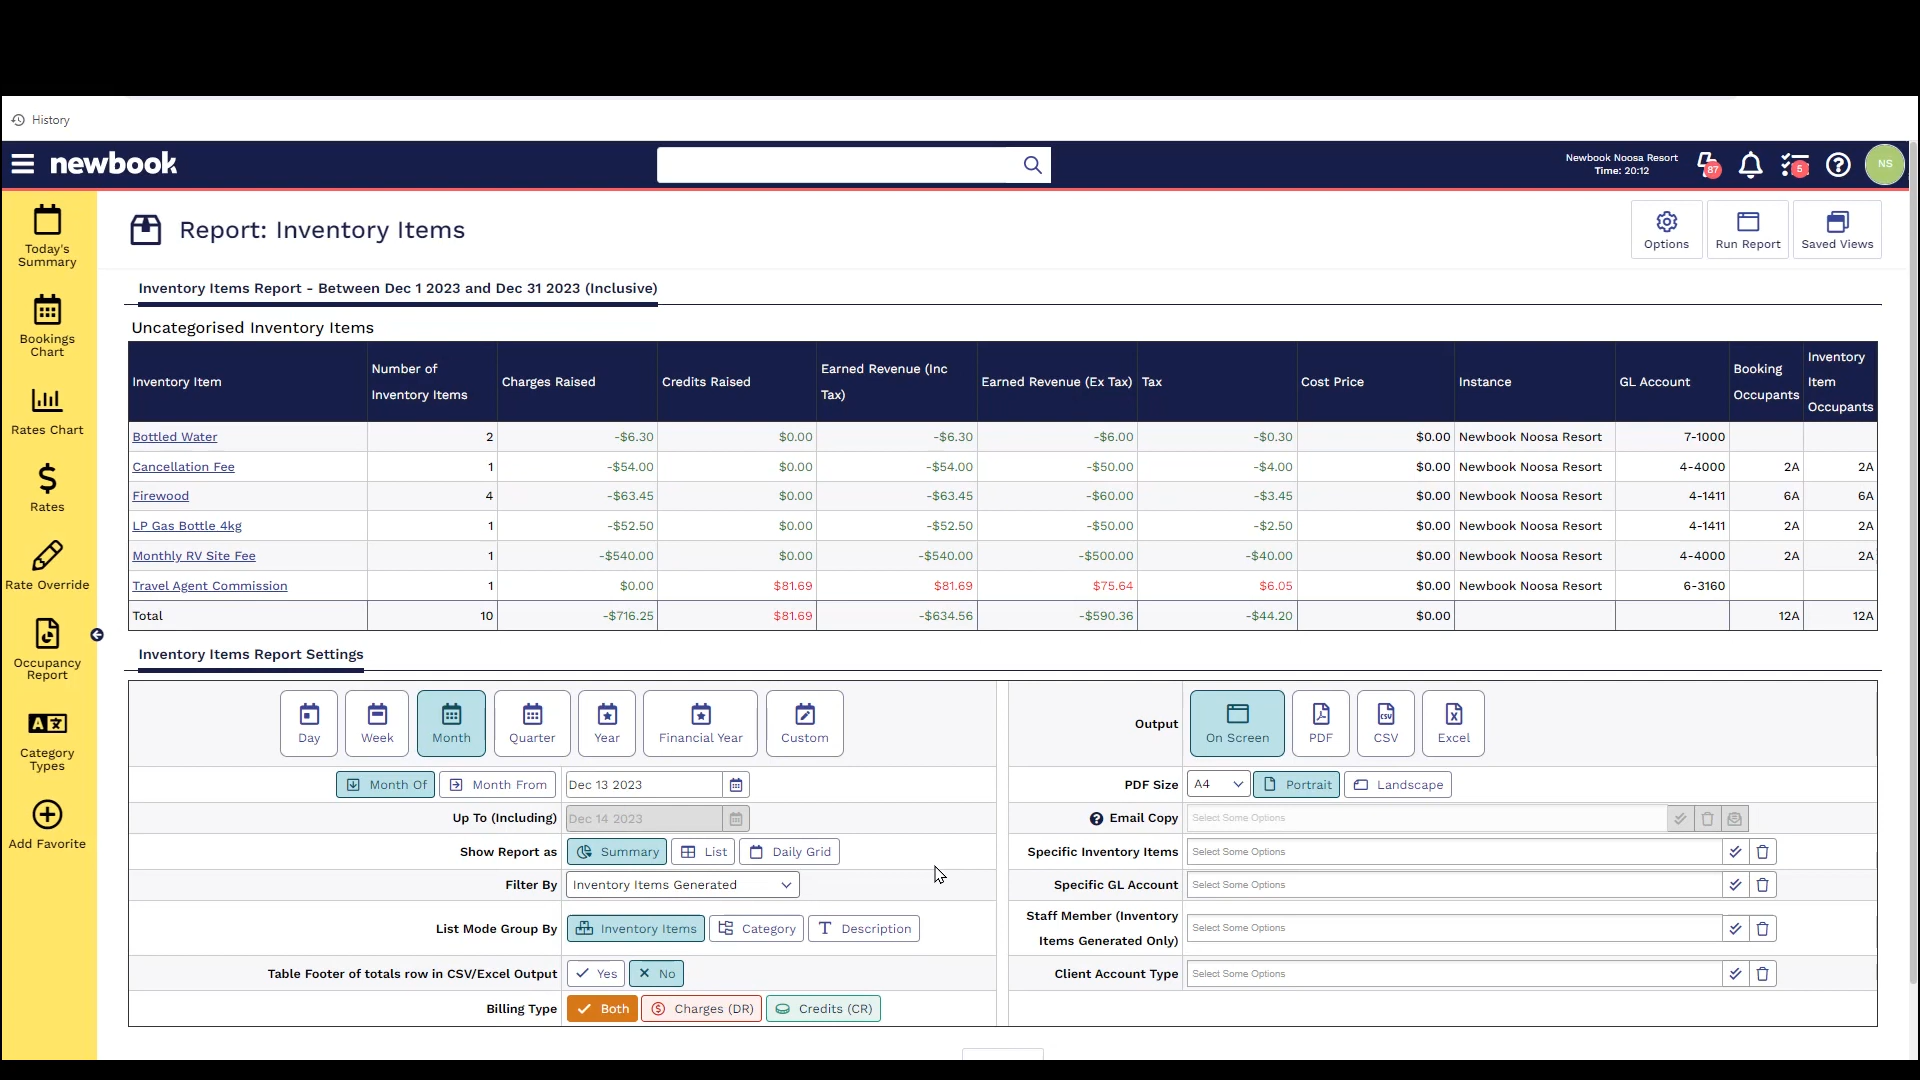 History
newbook
Newbook Noosa Resort
Time: 20:12
87
5
NS
Today's
Summary
Bookings
Chart
Rates Chart
Rates
Rate Override
Occupancy
Report
Category
Types
Add Favorite
Report: Inventory Items
Options
Run Report
Saved Views
Inventory Items Report - Between Dec 1 2023 and Dec 31 2023 (Inclusive)
Uncategorised Inventory Items
Inventory Item Number of Inventory Items Charges Raised Credits Raised Earned Revenue (Inc Tax) Earned Revenue (Ex Tax) Tax Cost Price Instance GL Account Booking Occupants Inventory Item Occupants
Bottled Water 2 -$6.30 $0.00 -$6.30 -$6.00 -$0.30 $0.00 Newbook Noosa Resort 7-1000
Cancellation Fee 1 -$54.00 $0.00 -$54.00 -$50.00 -$4.00 $0.00 Newbook Noosa Resort 4-4000 2A 2A
Firewood 4 -$63.45 $0.00 -$63.45 -$60.00 -$3.45 $0.00 Newbook Noosa Resort 4-1411 6A 6A
LP Gas Bottle 4kg 1 -$52.50 $0.00 -$52.50 -$50.00 -$2.50 $0.00 Newbook Noosa Resort 4-1411 2A 2A
Monthly RV Site Fee 1 -$540.00 $0.00 -$540.00 -$500.00 -$40.00 $0.00 Newbook Noosa Resort 4-4000 2A 2A
Travel Agent Commission 1 $0.00 $81.69 $81.69 $75.64 $6.05 $0.00 Newbook Noosa Resort 6-3160
Total 10 -$716.25 $81.69 -$634.56 -$590.36 -$44.20 $0.00 12A 12A
Inventory Items Report Settings
Day Week Month Quarter Year Financial Year Custom
Month Of Month From Dec 13 2023
Up To (Including) Dec 14 2023
Show Report as Summary List Daily Grid
Filter By Inventory Items Generated
List Mode Group By Inventory Items Category Description
Table Footer of totals row in CSV/Excel Output Yes No
Billing Type Both Charges (DR) Credits (CR)
Output On Screen PDF CSV Excel
PDF Size A4 Portrait Landscape
Email Copy Select Some Options
Specific Inventory Items Select Some Options
Specific GL Account Select Some Options
Staff Member (Inventory
Items Generated Only) Select Some Options
Client Account Type Select Some Options